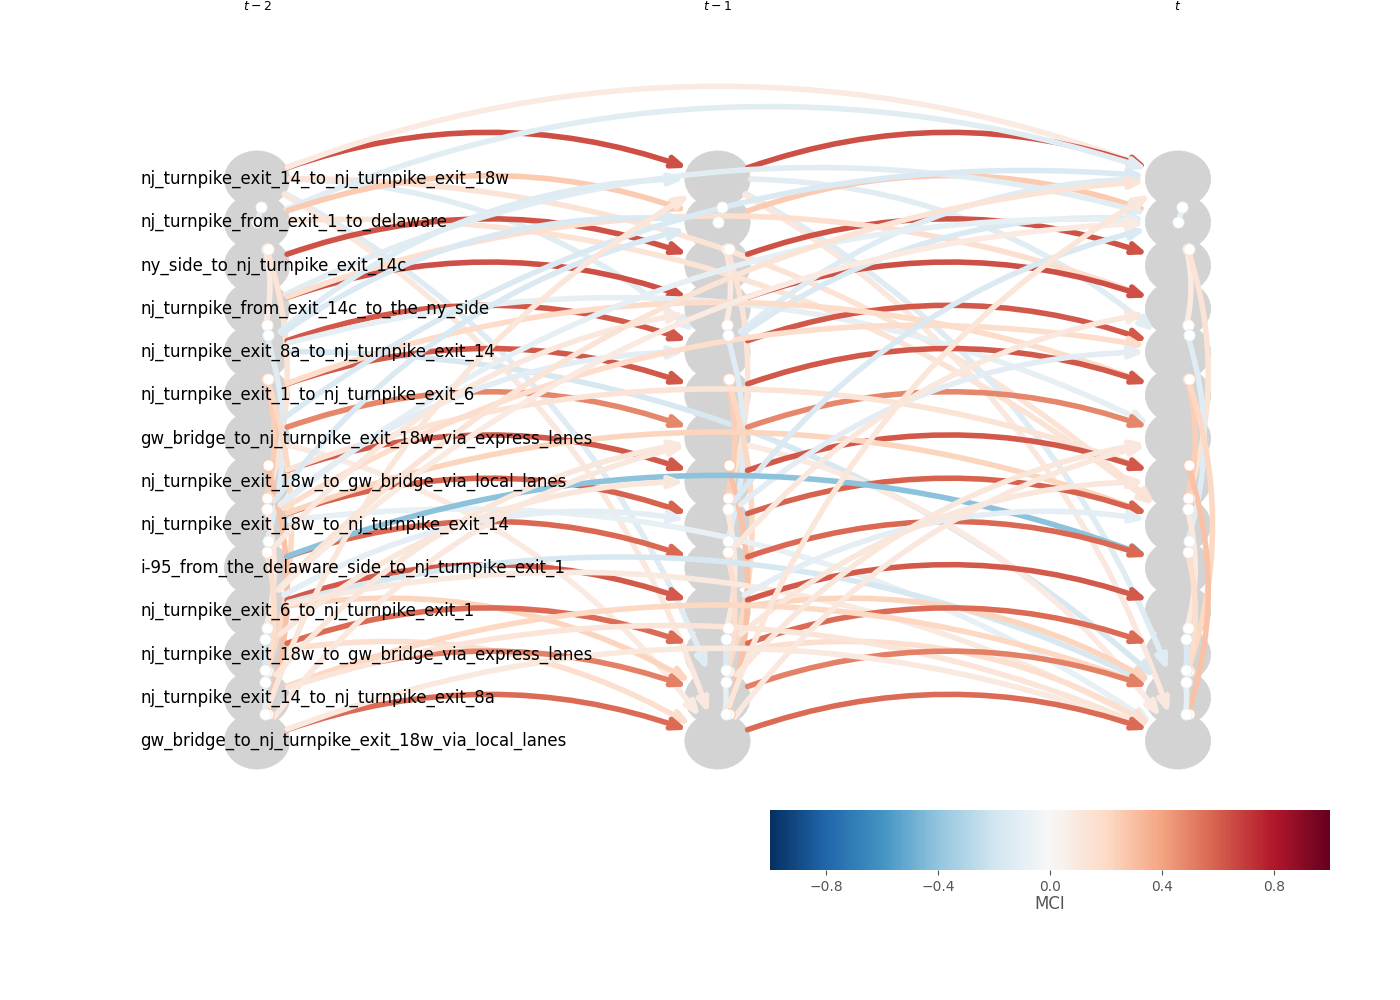 t − 2 t − 1 t
nj_turnpike_exit_14_to_nj_turnpike_exit_18w
nj_turnpike_from_exit_1_to_delaware
ny_side_to_nj_turnpike_exit_14c
nj_turnpike_from_exit_14c_to_the_ny_side
nj_turnpike_exit_8a_to_nj_turnpike_exit_14
nj_turnpike_exit_1_to_nj_turnpike_exit_6
gw_bridge_to_nj_turnpike_exit_18w_via_express_lanes
nj_turnpike_exit_18w_to_gw_bridge_via_local_lanes
nj_turnpike_exit_18w_to_nj_turnpike_exit_14
i-95_from_the_delaware_side_to_nj_turnpike_exit_1
nj_turnpike_exit_6_to_nj_turnpike_exit_1
nj_turnpike_exit_18w_to_gw_bridge_via_express_lanes
nj_turnpike_exit_14_to_nj_turnpike_exit_8a
gw_bridge_to_nj_turnpike_exit_18w_via_local_lanes
−0.8 −0.4 0.0 0.4 0.8
MCI